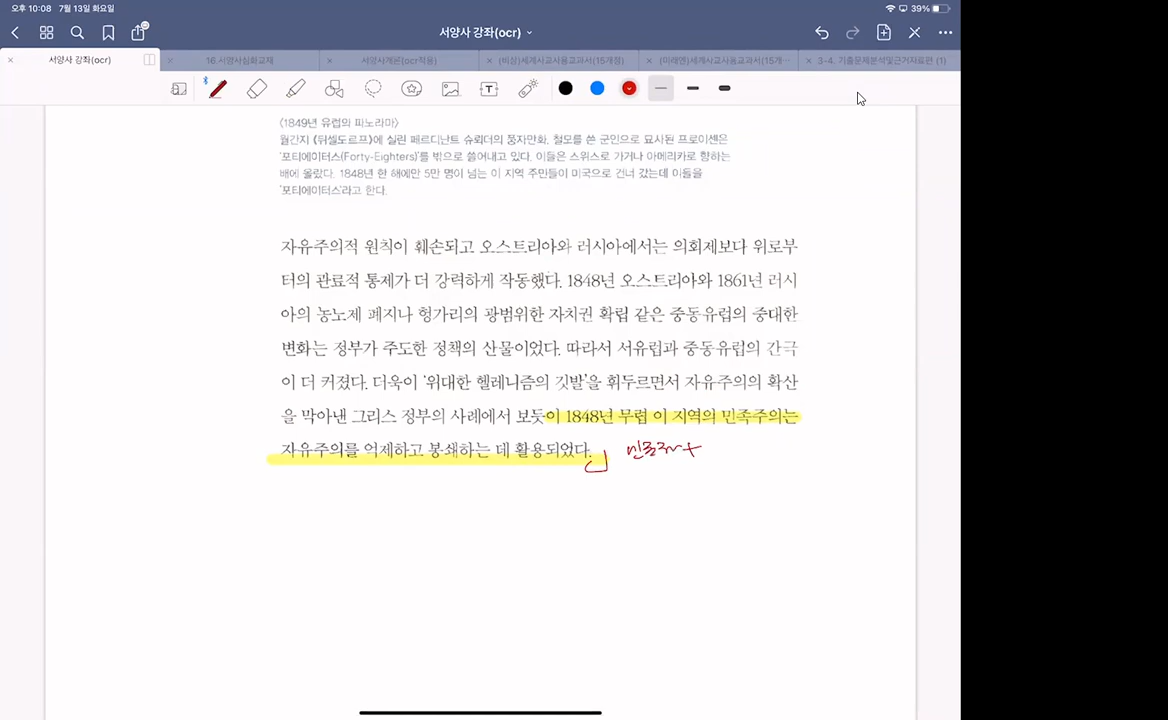 오후 10:08 7월 13일 화요일
39%
서양사 강좌(ocr)
서양사 강좌(ocr)
16.서양사심화교재
서양사개론(ocr적용)
(비상)세계사교사용교과서(15개정)
(미래엔)세계사교사용교과서(15개…
3-4. 기출문제분석및근거자료편 (1)
〈1849년 유럽의 피노라마〉
월간지 《뒤셀도르프》에 실린 페르디난트 슈뢰더의 풍자만화. 철모를 쓴 군인으로 묘사된 프로이센은
'포티에이터스(Forty-Eighters)'를 밖으로 쓸어내고 있다. 이들은 스위스로 가거나 아메리카로 향하는
배에 올랐다. 1848년 한 해에만 5만 명이 넘는 이 지역 주민들이 미국으로 건너 갔는데 이들을
'포티에이터스'라고 한다.
자유주의적 원칙이 훼손되고 오스트리아와 러시아에서는 의회제보다 위로부
터의 관료적 통제가 더 강력하게 작동했다. 1848년 오스트리아와 1861년 러시
아의 농노제 폐지나 헝가리의 광범위한 자치권 확립 같은 중동유럽의 중대한
변화는 정부가 주도한 정책의 산물이었다. 따라서 서유럽과 중동유럽의 간극
이 더 커졌다. 더욱이 '위대한 헬레니즘의 깃발'을 휘두르면서 자유주의의 확산
을 막아낸 그리스 정부의 사례에서 보듯이 1848년 무렵 이 지역의 민족주의는
자유주의를 억제하고 봉쇄하는 데 활용되었다.